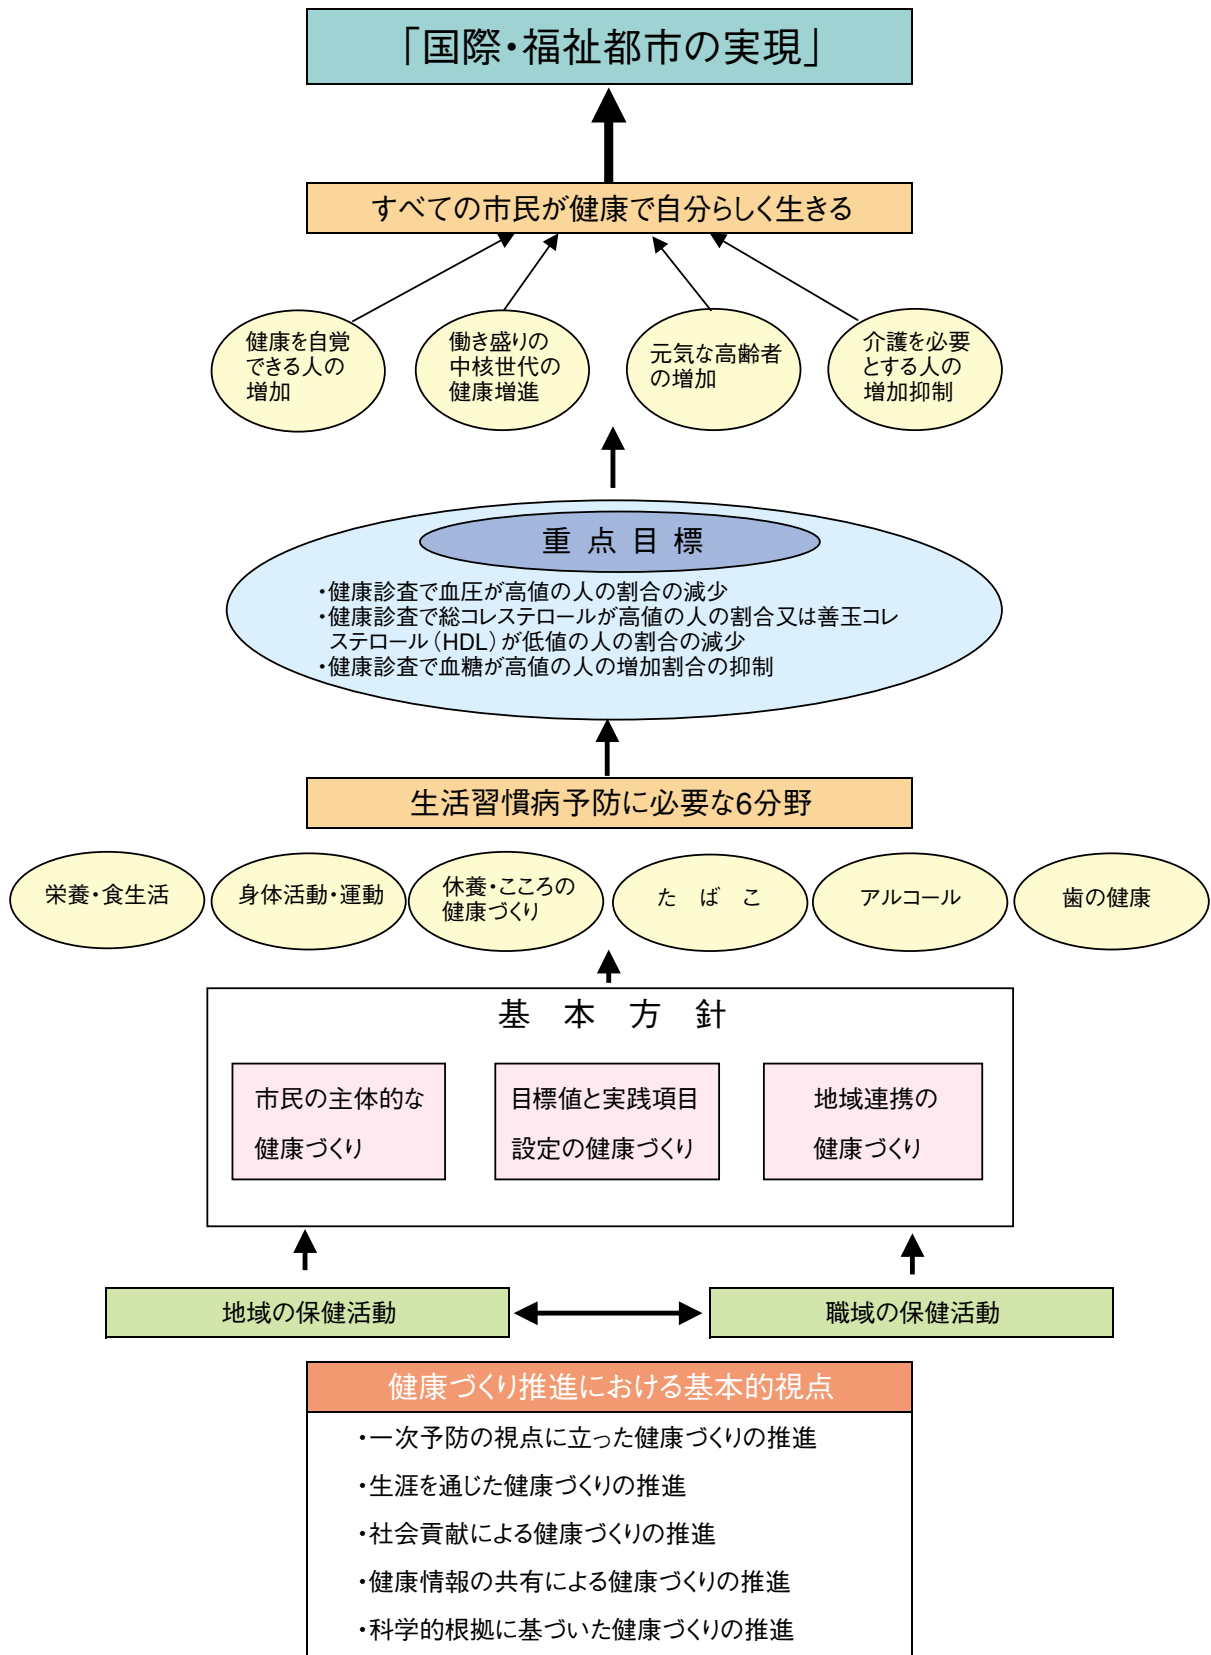 「国際・福祉都市の実現」
すべての市民が健康で自分らしく生きる
健康を自覚
できる人の
増加
働き盛りの
中核世代の
健康増進
元気な高齢者
の増加
介護を必要
とする人の
増加抑制
重点目標
・健康診査で血圧が高値の人の割合の減少
・健康診査で総コレステロールが高値の人の割合又は善玉コレ
ステロール（HDL）が低値の人の割合の減少
・健康診査で血糖が高値の人の増加割合の抑制
生活習慣病予防に必要な6分野
栄養・食生活
身体活動・運動
休養・こころの
健康づくり
たばこ
アルコール
歯の健康
基本方針
市民の主体的な
健康づくり
目標値と実践項目
設定の健康づくり
地域連携の
健康づくり
地域の保健活動
職域の保健活動
健康づくり推進における基本的視点
・一次予防の視点に立った健康づくりの推進
・生涯を通じた健康づくりの推進
・社会貢献による健康づくりの推進
・健康情報の共有による健康づくりの推進
・科学的根拠に基づいた健康づくりの推進